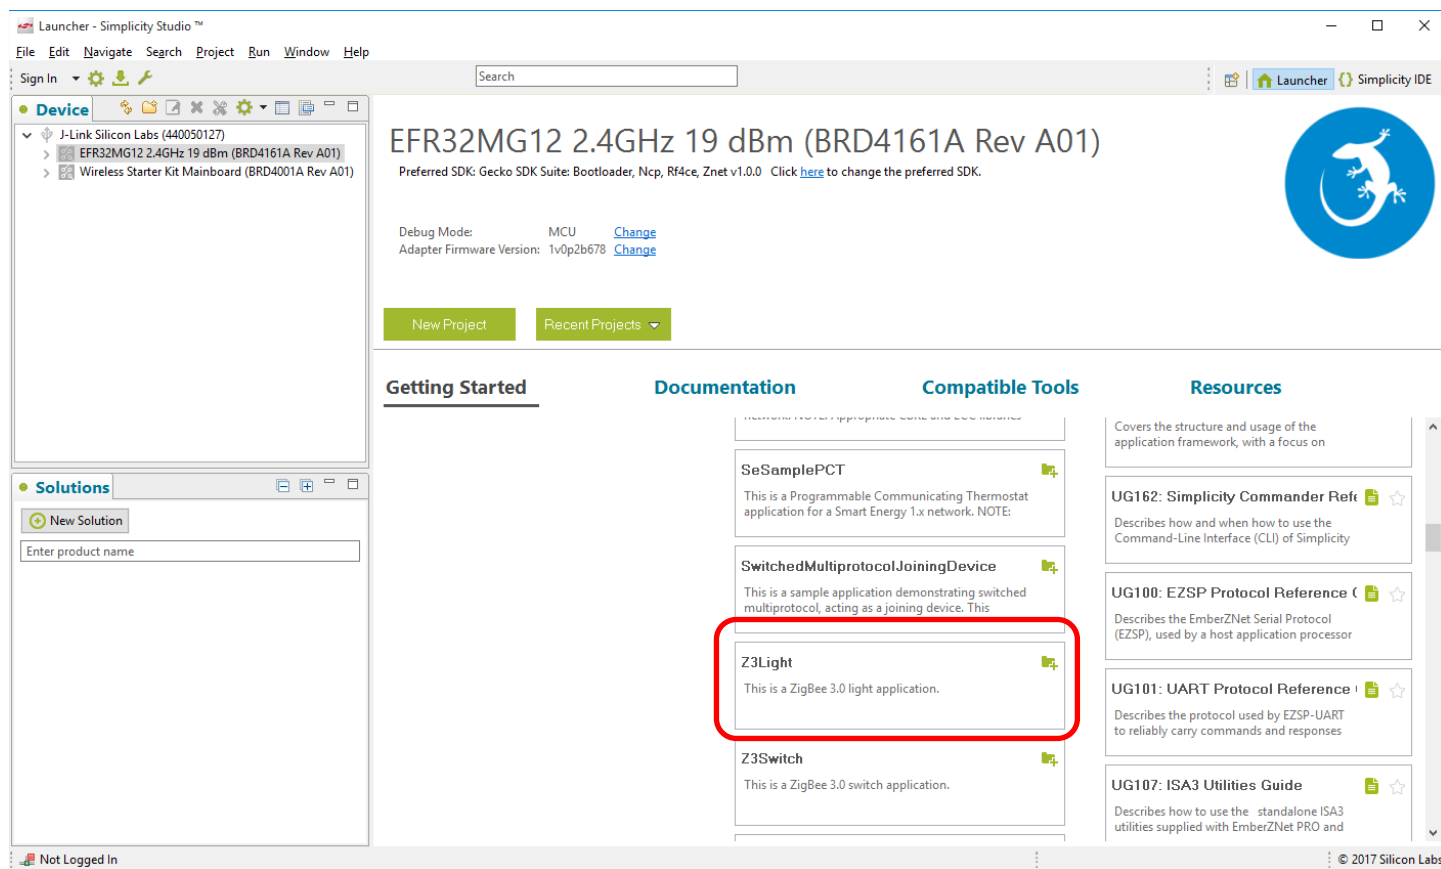 Launcher - Simplicity Studio ™
File Edit Navigate Search Project Run Window Help
Sign In
Search
Launcher
Simplicity IDE
Device
J-Link Silicon Labs (440050127)
EFR32MG12 2.4GHz 19 dBm (BRD4161A Rev A01)
Wireless Starter Kit Mainboard (BRD4001A Rev A01)
Solutions
New Solution
Enter product name
EFR32MG12 2.4GHz 19 dBm (BRD4161A Rev A01)
Preferred SDK: Gecko SDK Suite: Bootloader, Ncp, Rf4ce, Znet v1.0.0 Click here to change the preferred SDK.
Debug Mode: MCU Change
Adapter Firmware Version: 1v0p2b678 Change
New Project
Recent Projects
Getting Started
Documentation
Compatible Tools
Resources
SeSamplePCT
This is a Programmable Communicating Thermostat
application for a Smart Energy 1.x network. NOTE:
SwitchedMultiprotocolJoiningDevice
This is a sample application demonstrating switched
multiprotocol, acting as a joining device. This
Z3Light
This is a ZigBee 3.0 light application.
Z3Switch
This is a ZigBee 3.0 switch application.
Covers the structure and usage of the
application framework, with a focus on
UG162: Simplicity Commander Refe
Describes how and when how to use the
Command-Line Interface (CLI) of Simplicity
UG100: EZSP Protocol Reference
Describes the EmberZNet Serial Protocol
(EZSP), used by a host application processor
UG101: UART Protocol Reference
Describes the protocol used by EZSP-UART
to reliably carry commands and responses
UG107: ISA3 Utilities Guide
Describes how to use the standalone ISA3
utilities supplied with EmberZNet PRO and
Not Logged In
© 2017 Silicon Labs